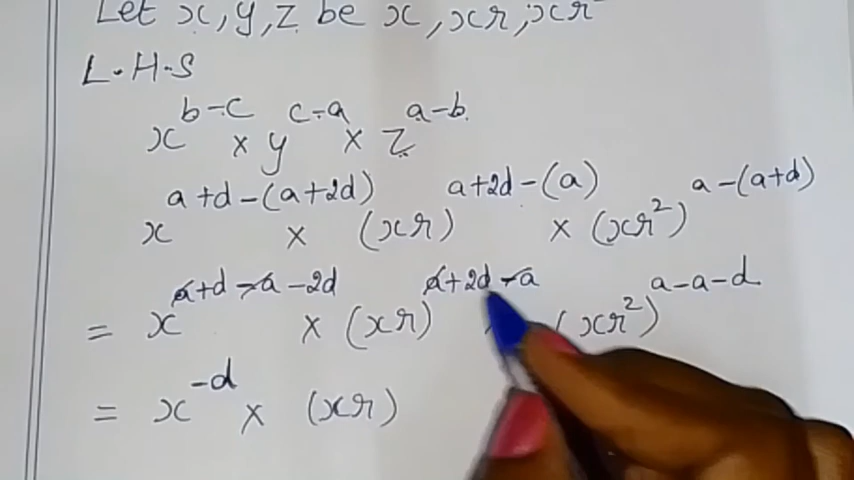 Let x, y, z be x, xr, xr²
L.H.S
x^{b-c} × y^{c-a} × z^{a-b}
x^{a+d-(a+2d)} × (xr)^{a+2d-(a)} × (xr²)^{a-(a+d)}
= x^{a+d-a-2d} × (xr)^{a+2d-a} (xr²)^{a-a-d}
= x^{-d} × (xr)